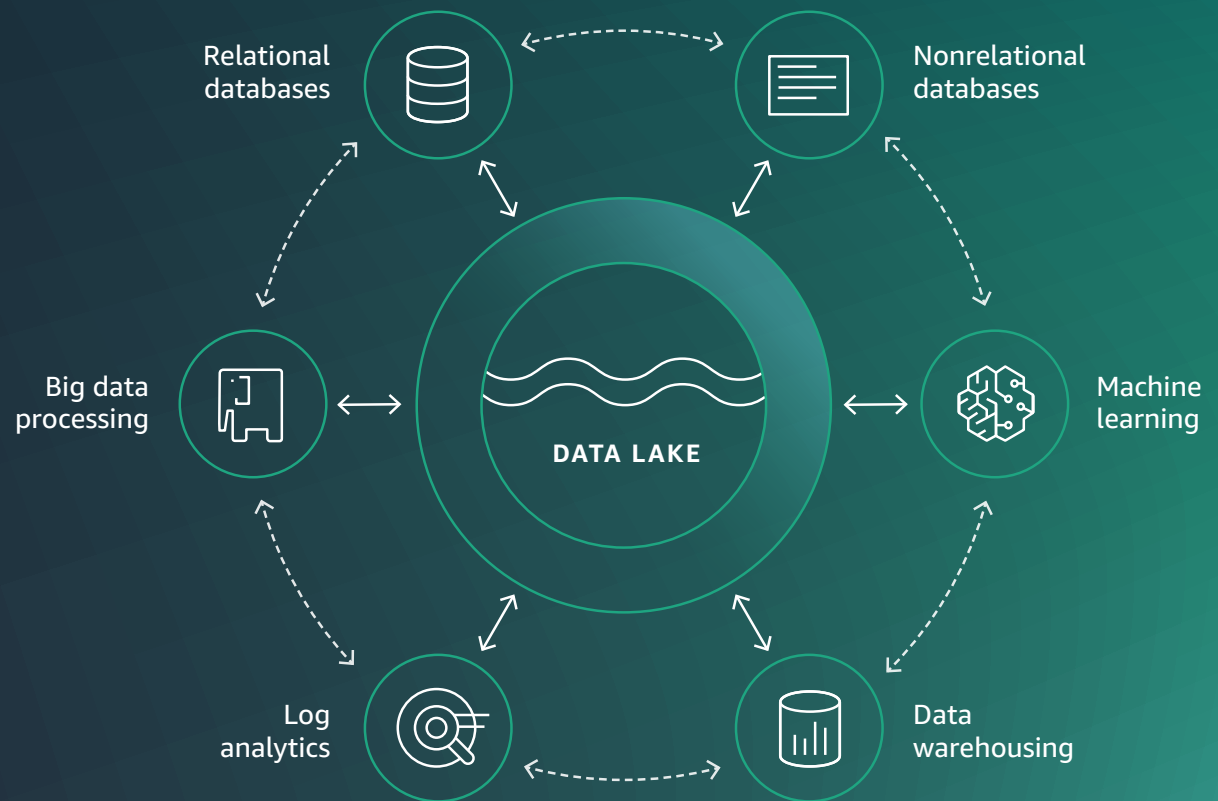 Relational
databases
Nonrelational
databases
Big data
processing
DATA LAKE
Machine
learning
Log
analytics
Data
warehousing